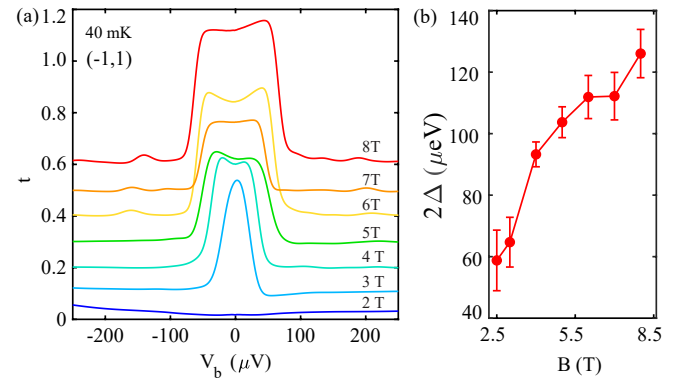 (a)
40 mK
(-1,1)
1.2
1.0
0.8
0.6
0.4
0.2
0
t
8T
7T
6T
5T
4 T
3 T
2 T
-200 -100 0 100 200
V_b (μV)
(b)
140
120
100
80
60
40
2Δ (μeV)
2.5 5.5 8.5
B (T)